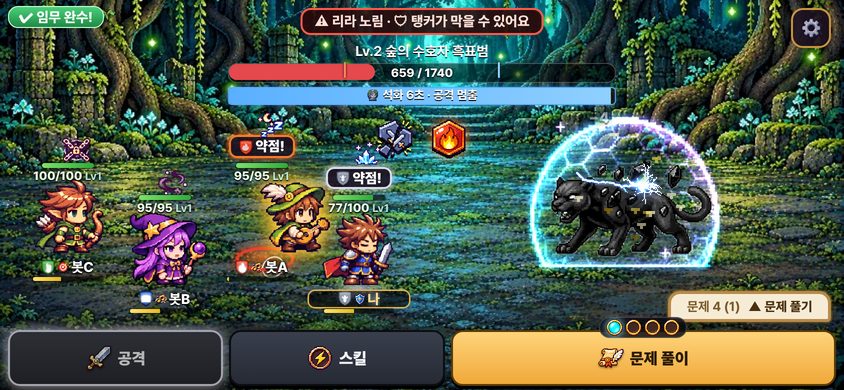 ✓ 임무 완수!
⚠ 리라 노림 · 🛡 탱커가 막을 수 있어요
Lv.2 숲의 수호자 흑표범
659 / 1740
석화 6초 · 공격 멈춤
zzz
약점!
약점!
100/100 Lv1
95/95 Lv1
95/95 Lv1
77/100 Lv1
봇C
봇A
봇B
나
문제 4 (1) ▲ 문제 풀기
공격
스킬
문제 풀이